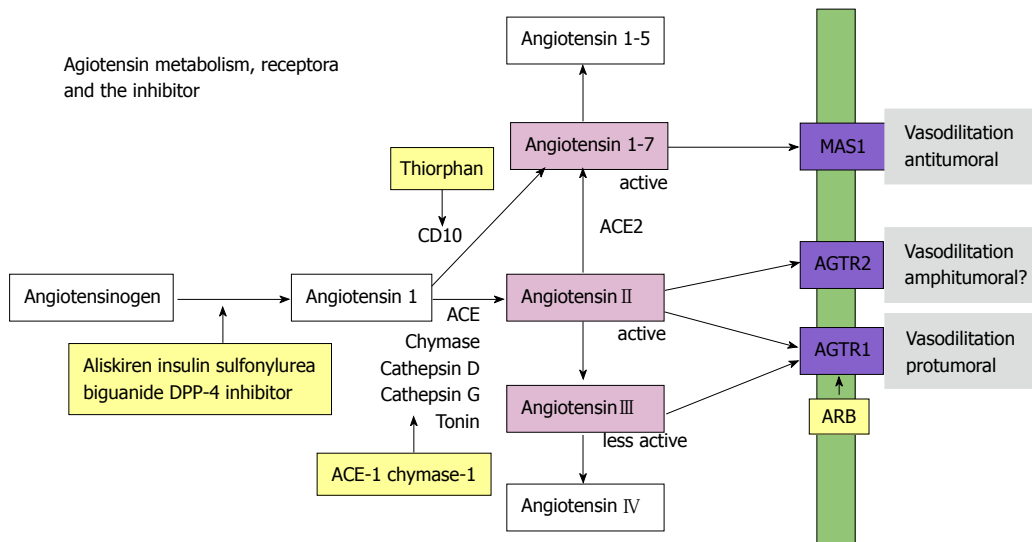 Agiotensin metabolism, receptora
and the inhibitor
Angiotensin 1-5
Angiotensin 1-7
active
MAS1
Vasodilitation
antitumoral
Thiorphan
CD10
ACE2
AGTR2
Vasodilitation
amphitumoral?
Angiotensinogen
Angiotensin 1
Angiotensin Ⅱ
active
ACE
Chymase
Cathepsin D
Cathepsin G
Tonin
AGTR1
Vasodilitation
protumoral
Aliskiren insulin sulfonylurea
biguanide DPP-4 inhibitor
Angiotensin Ⅲ
less active
ARB
ACE-1 chymase-1
Angiotensin Ⅳ